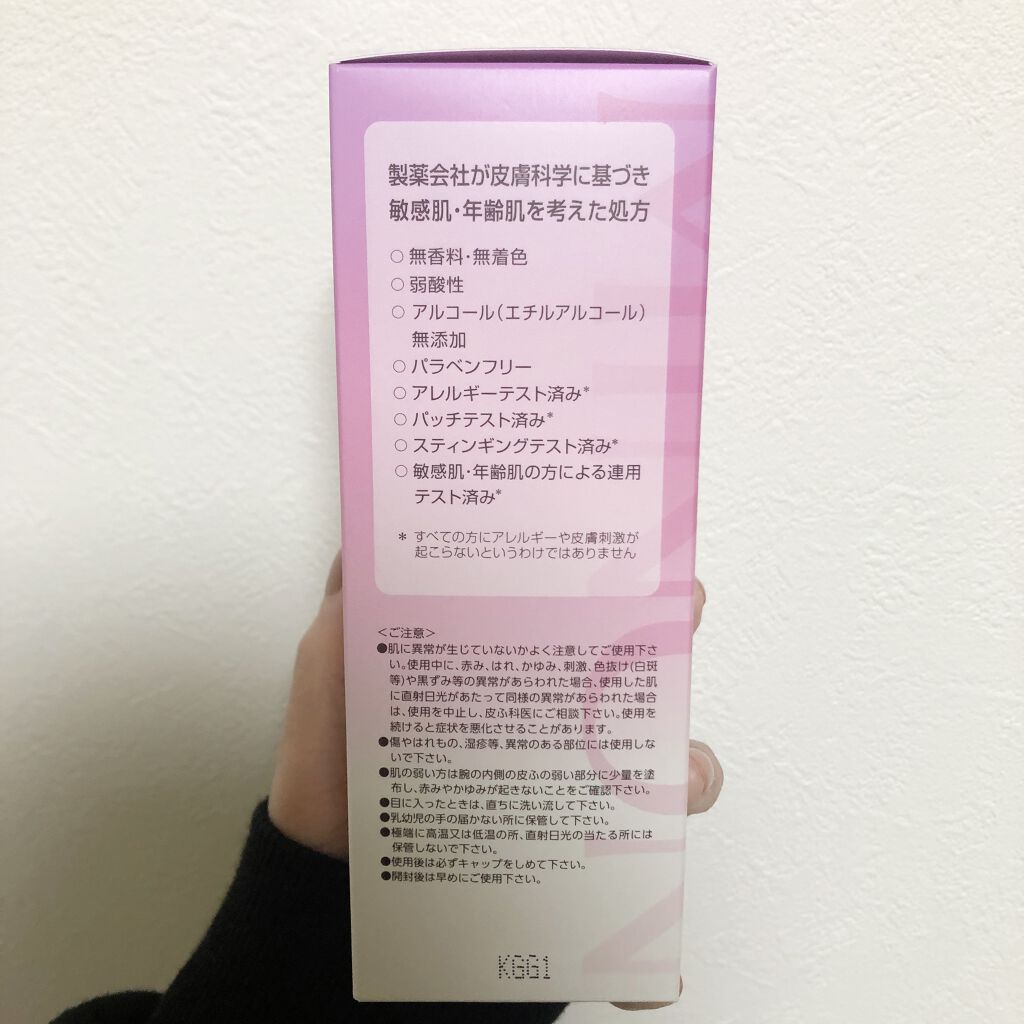 製薬会社が皮膚科学に基づき
敏感肌・年齢肌を考えた処方
○ 無香料・無着色
○ 弱酸性
○ アルコール（エチルアルコール）
無添加
○ パラベンフリー
○ アレルギーテスト済み*
○ パッチテスト済み*
○ スティンギングテスト済み*
○ 敏感肌・年齢肌の方による連用
テスト済み*
* すべての方にアレルギーや皮膚刺激が
起こらないというわけではありません
＜ご注意＞
●肌に異常が生じていないかよく注意してご使用下さ
い。使用中に、赤み、はれ、かゆみ、刺激、色抜け(白斑
等)や黒ずみ等の異常があらわれた場合、使用した肌
に直射日光があたって同様の異常があらわれた場合
は、使用を中止し、皮ふ科医にご相談下さい。使用を
続けると症状を悪化させることがあります。
●傷やはれもの、湿疹等、異常のある部位には使用しな
いで下さい。
●肌の弱い方は腕の内側の皮ふの弱い部分に少量を塗
布し、赤みやかゆみが起きないことをご確認下さい。
●目に入ったときは、直ちに洗い流して下さい。
●乳幼児の手の届かない所に保管して下さい。
●極端に高温又は低温の所、直射日光の当たる所には
保管しないで下さい。
●使用後は必ずキャップをしめて下さい。
●開封後は早めにご使用下さい。
KGG1
MINON